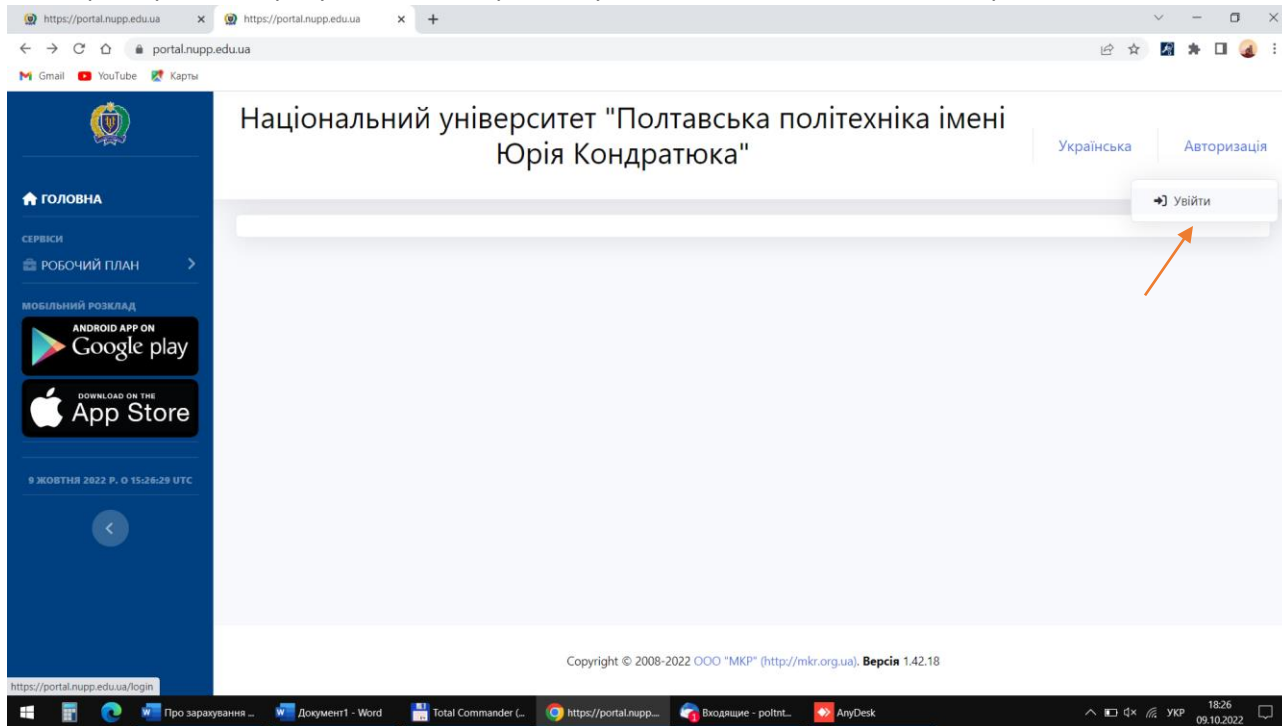 https://portal.nupp.edu.ua
https://portal.nupp.edu.ua
portal.nupp.edu.ua
Gmail
YouTube
Карты
Національний університет "Полтавська політехніка імені
Юрія Кондратюка"
Українська
Авторизація
Увійти
ГОЛОВНА
СЕРВІСИ
РОБОЧИЙ ПЛАН
МОБІЛЬНИЙ РОЗКЛАД
ANDROID APP ON
Google play
DOWNLOAD ON THE
App Store
9 ЖОВТНЯ 2022 Р. О 15:26:29 UTC
Copyright © 2008-2022 ООО "МКР" (http://mkr.org.ua). Версія 1.42.18
https://portal.nupp.edu.ua/login
Про зарахування ...
Документ1 - Word
Total Commander (...
https://portal.nupp....
Входящие - poltnt...
AnyDesk
УКР
18:26
09.10.2022